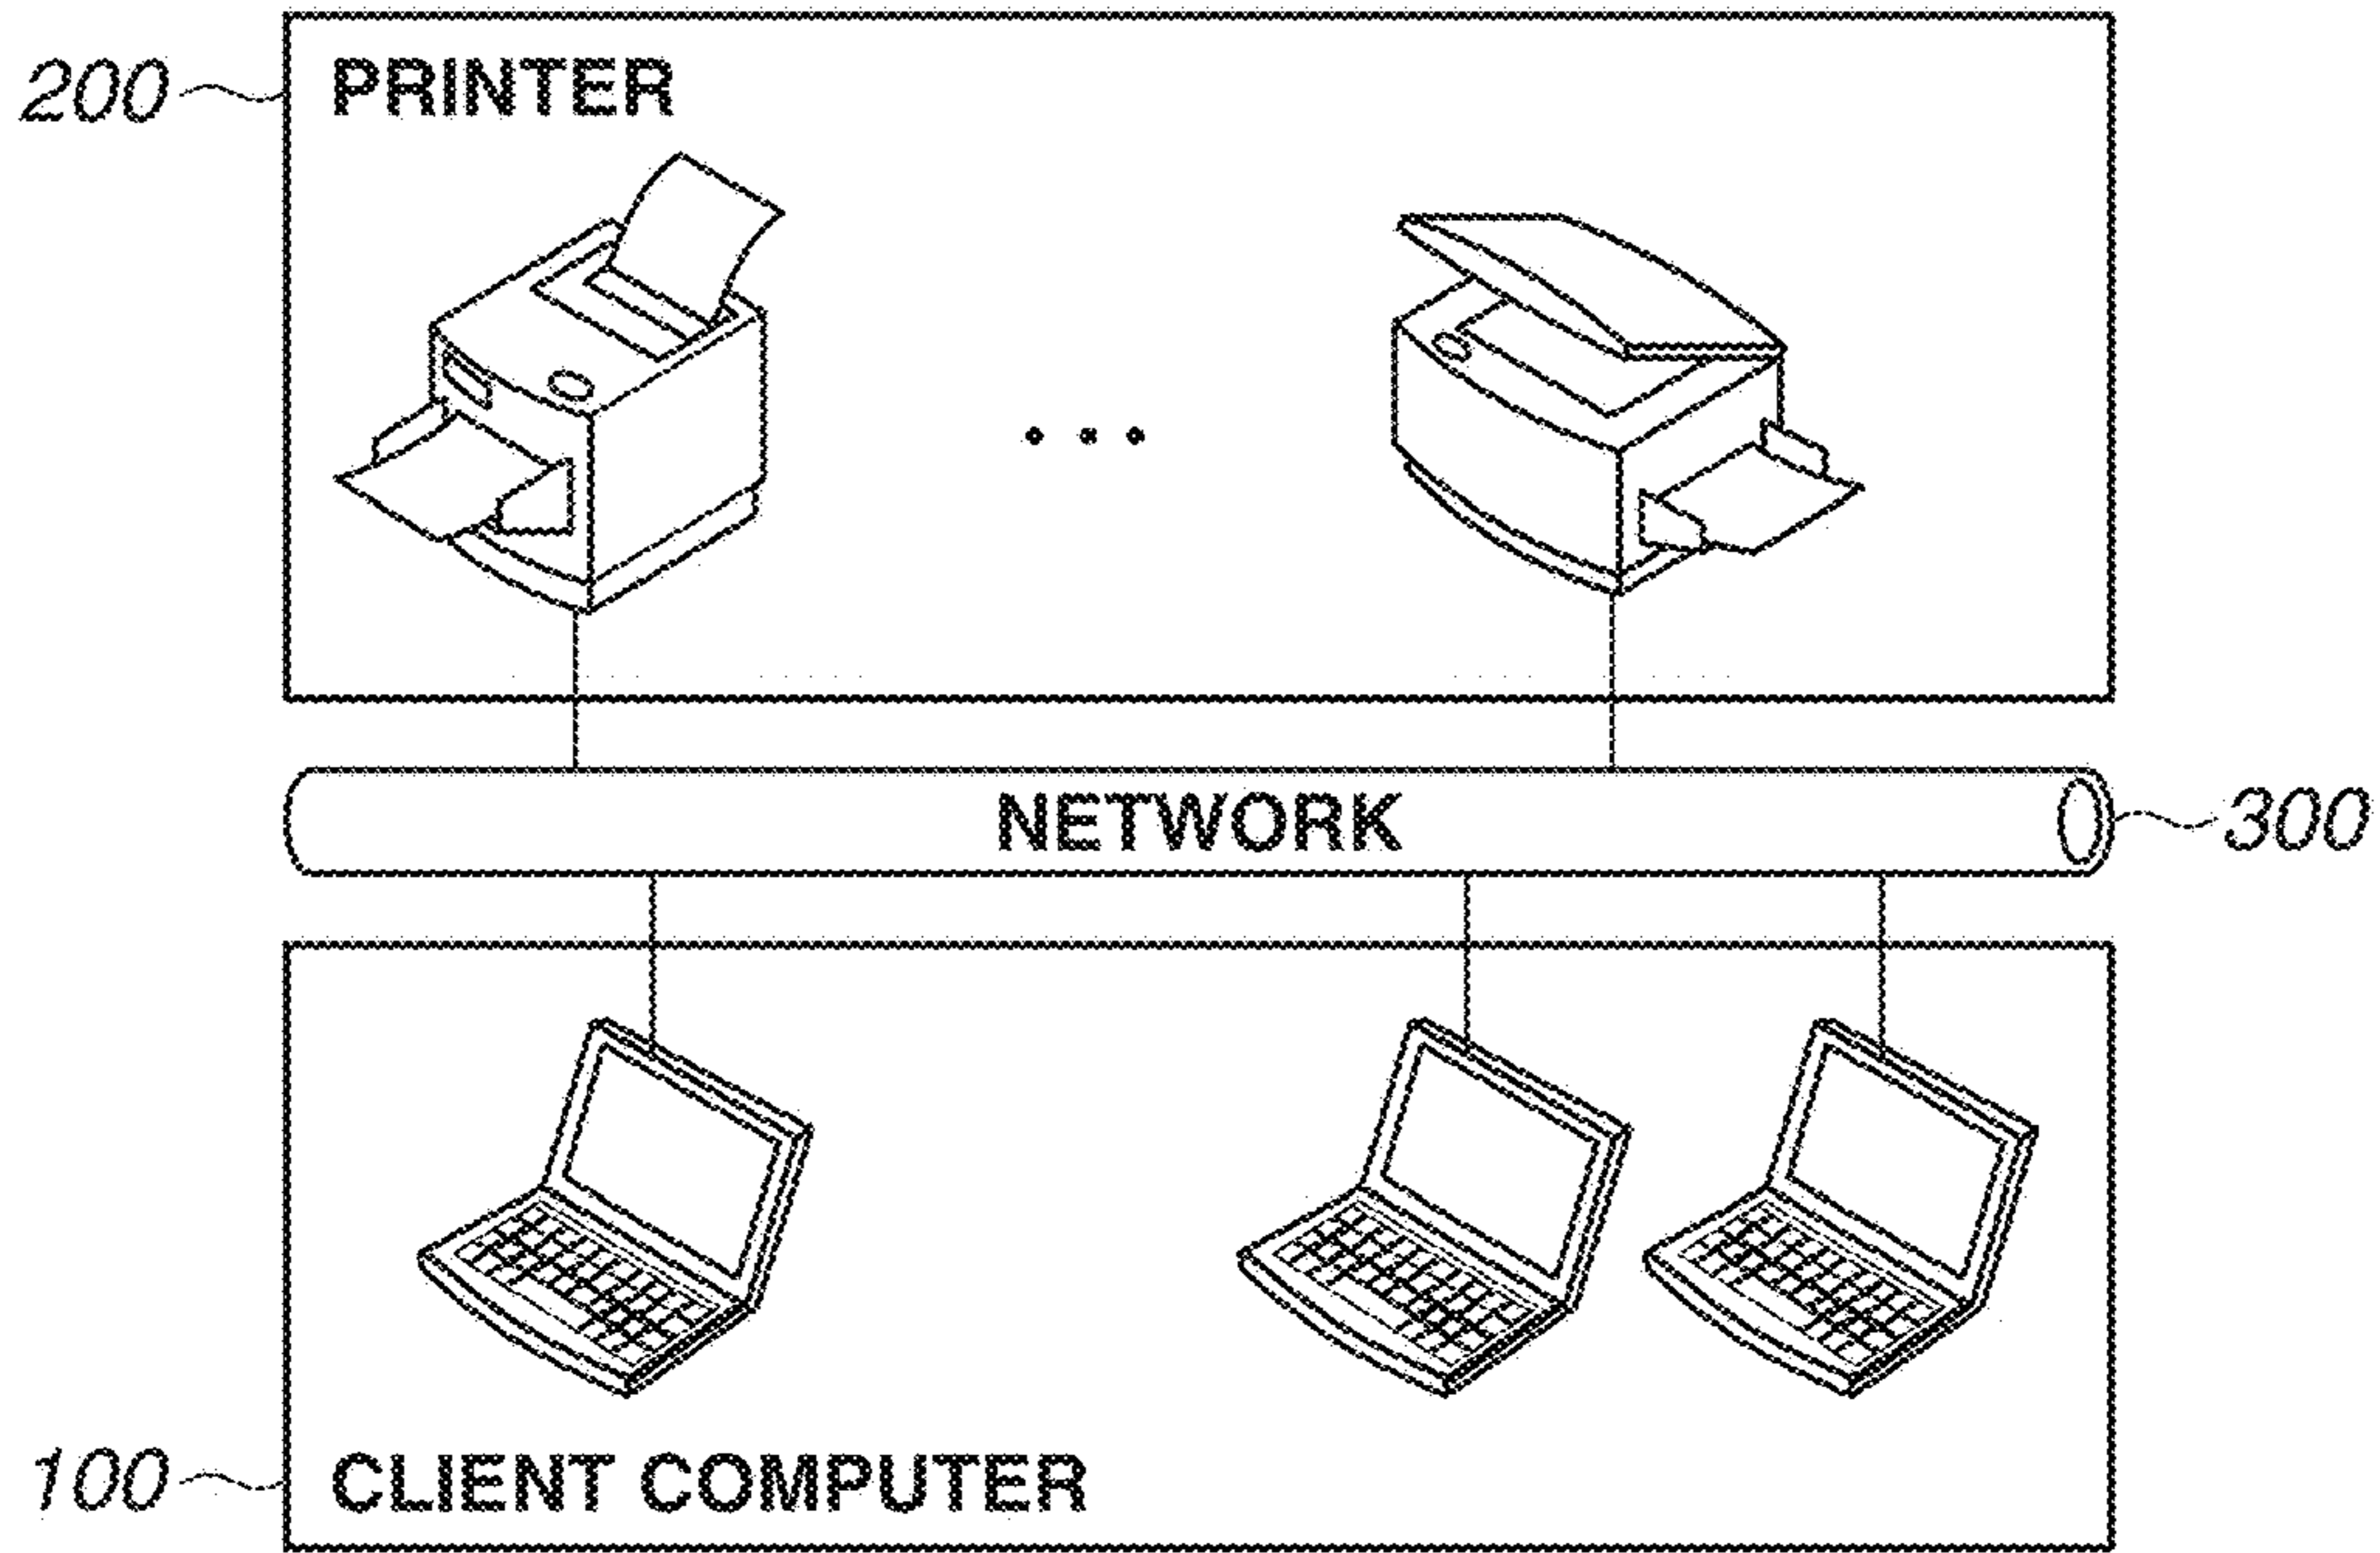 200
PRINTER
. . .
NETWORK
300
100
CLIENT COMPUTER